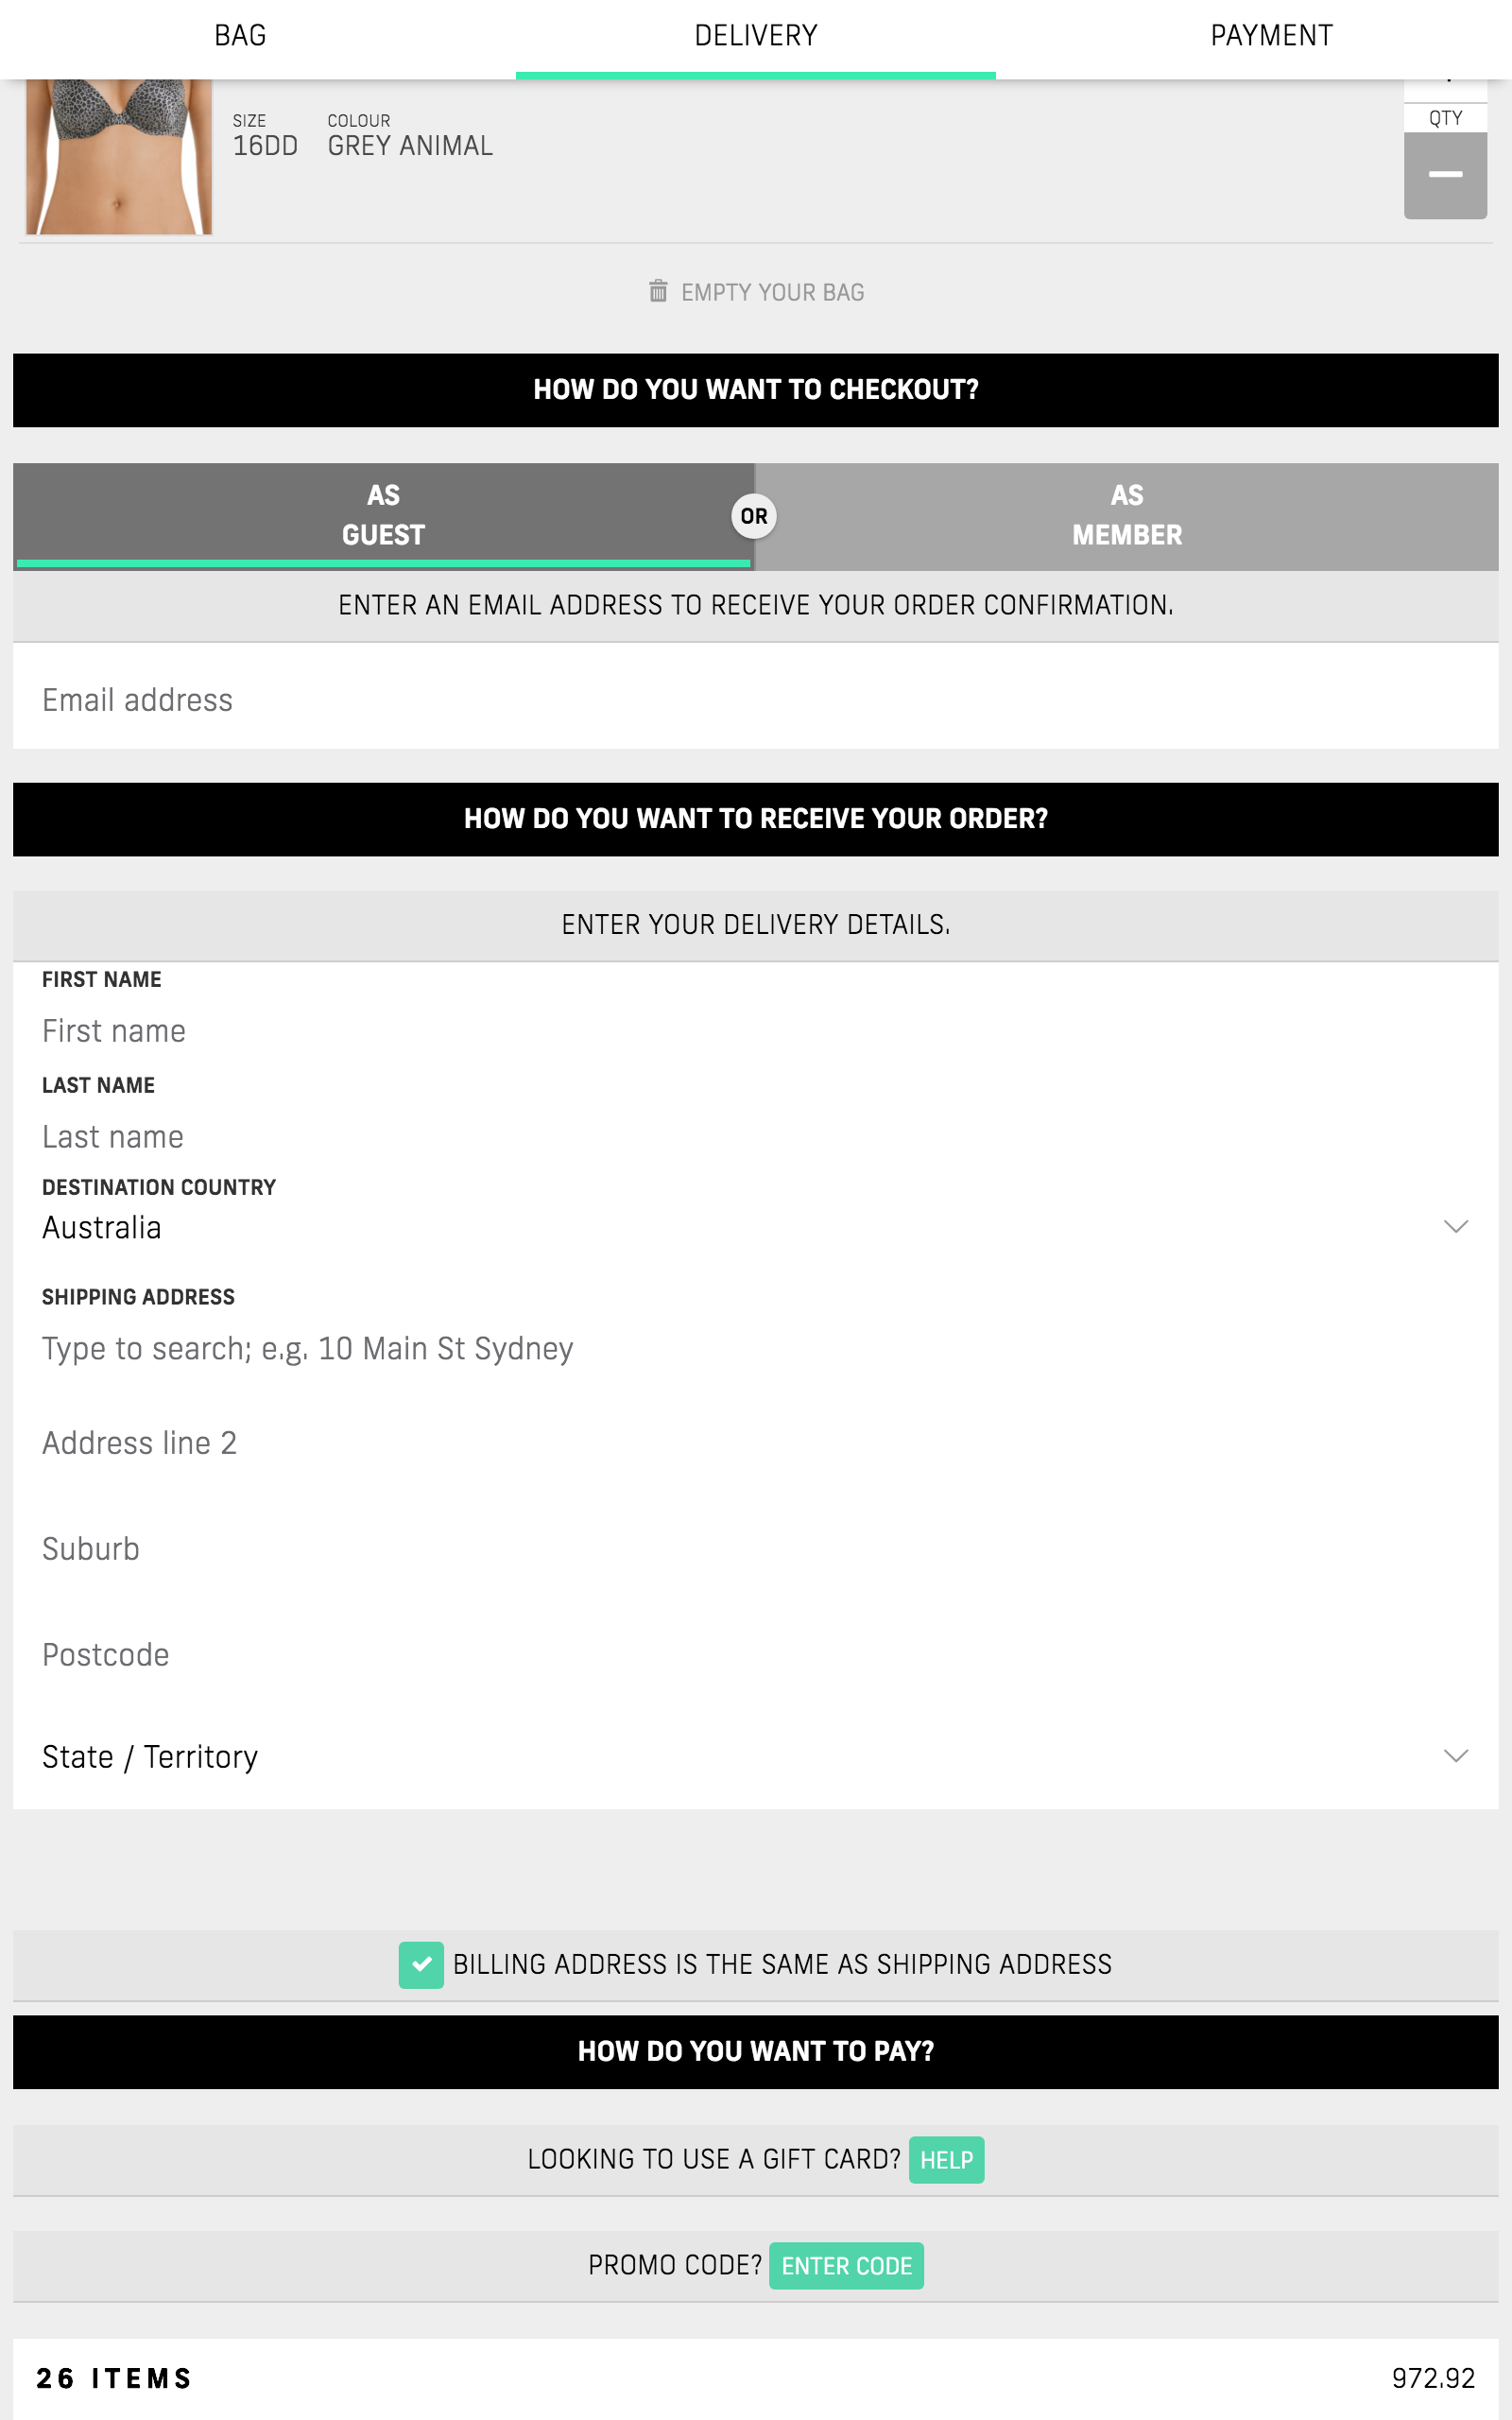 BAG
DELIVERY
PAYMENT
SIZE
COLOUR
16DD
GREY ANIMAL
QTY
EMPTY YOUR BAG
HOW DO YOU WANT TO CHECKOUT?
AS
GUEST
OR
AS
MEMBER
ENTER AN EMAIL ADDRESS TO RECEIVE YOUR ORDER CONFIRMATION.
Email address
HOW DO YOU WANT TO RECEIVE YOUR ORDER?
ENTER YOUR DELIVERY DETAILS.
FIRST NAME
First name
LAST NAME
Last name
DESTINATION COUNTRY
Australia
SHIPPING ADDRESS
Type to search; e.g. 10 Main St Sydney
Address line 2
Suburb
Postcode
State / Territory
BILLING ADDRESS IS THE SAME AS SHIPPING ADDRESS
HOW DO YOU WANT TO PAY?
LOOKING TO USE A GIFT CARD? HELP
PROMO CODE? ENTER CODE
26 ITEMS
972.92